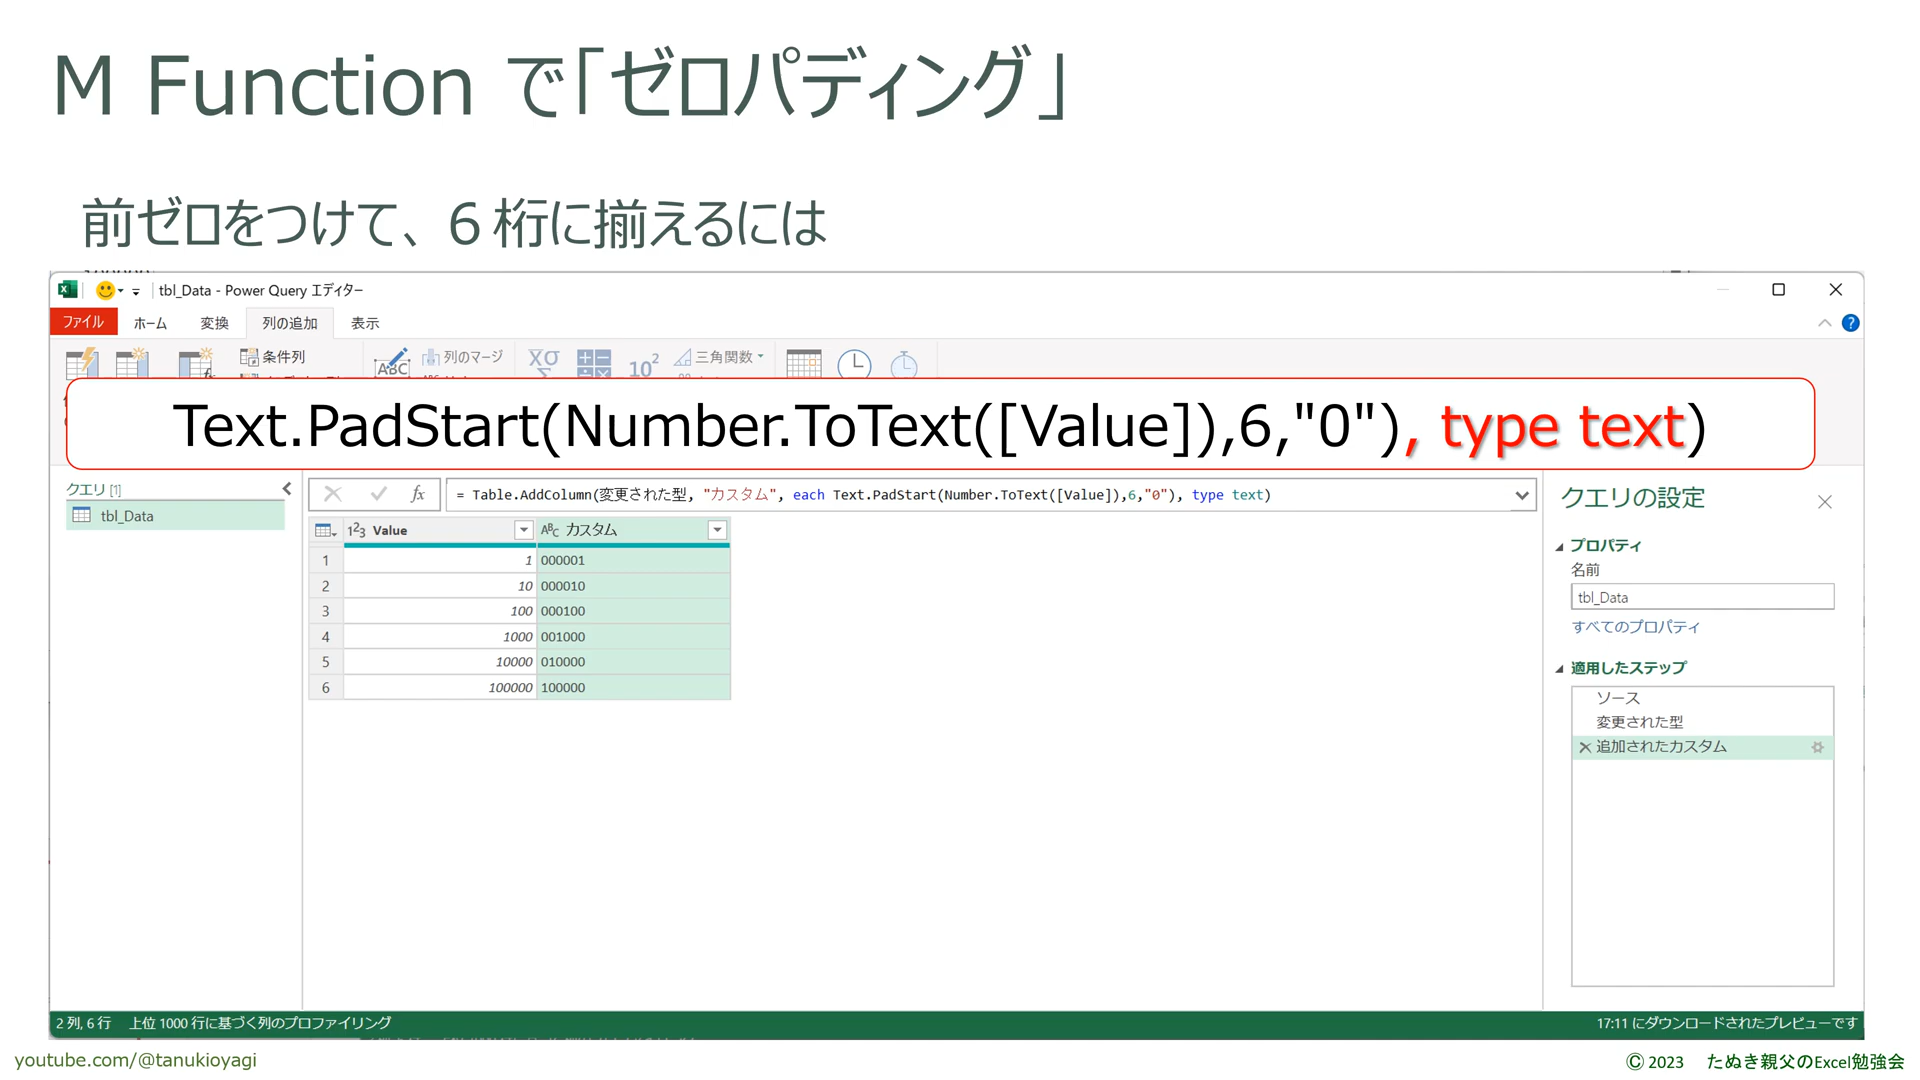 M Function で「ゼロパディング」
前ゼロをつけて、６桁に揃えるには
tbl_Data - Power Query エディター
ファイル ホーム 変換 列の追加 表示
条件列 列のマージ 三角関数
ABC Χσ 10²
Text.PadStart(Number.ToText([Value]),6,"0"), type text)
クエリ [1]
tbl_Data
fx = Table.AddColumn(変更された型, "カスタム", each Text.PadStart(Number.ToText([Value]),6,"0"), type text)
1²3 Value ABC カスタム
1 1 000001
2 10 000010
3 100 000100
4 1000 001000
5 10000 010000
6 100000 100000
クエリの設定
プロパティ
名前
tbl_Data
すべてのプロパティ
適用したステップ
ソース
変更された型
追加されたカスタム
2 列, 6 行 上位 1000 行に基づく列のプロファイリング
17:11 にダウンロードされたプレビューです
youtube.com/@tanukioyagi
© 2023 たぬき親父のExcel勉強会